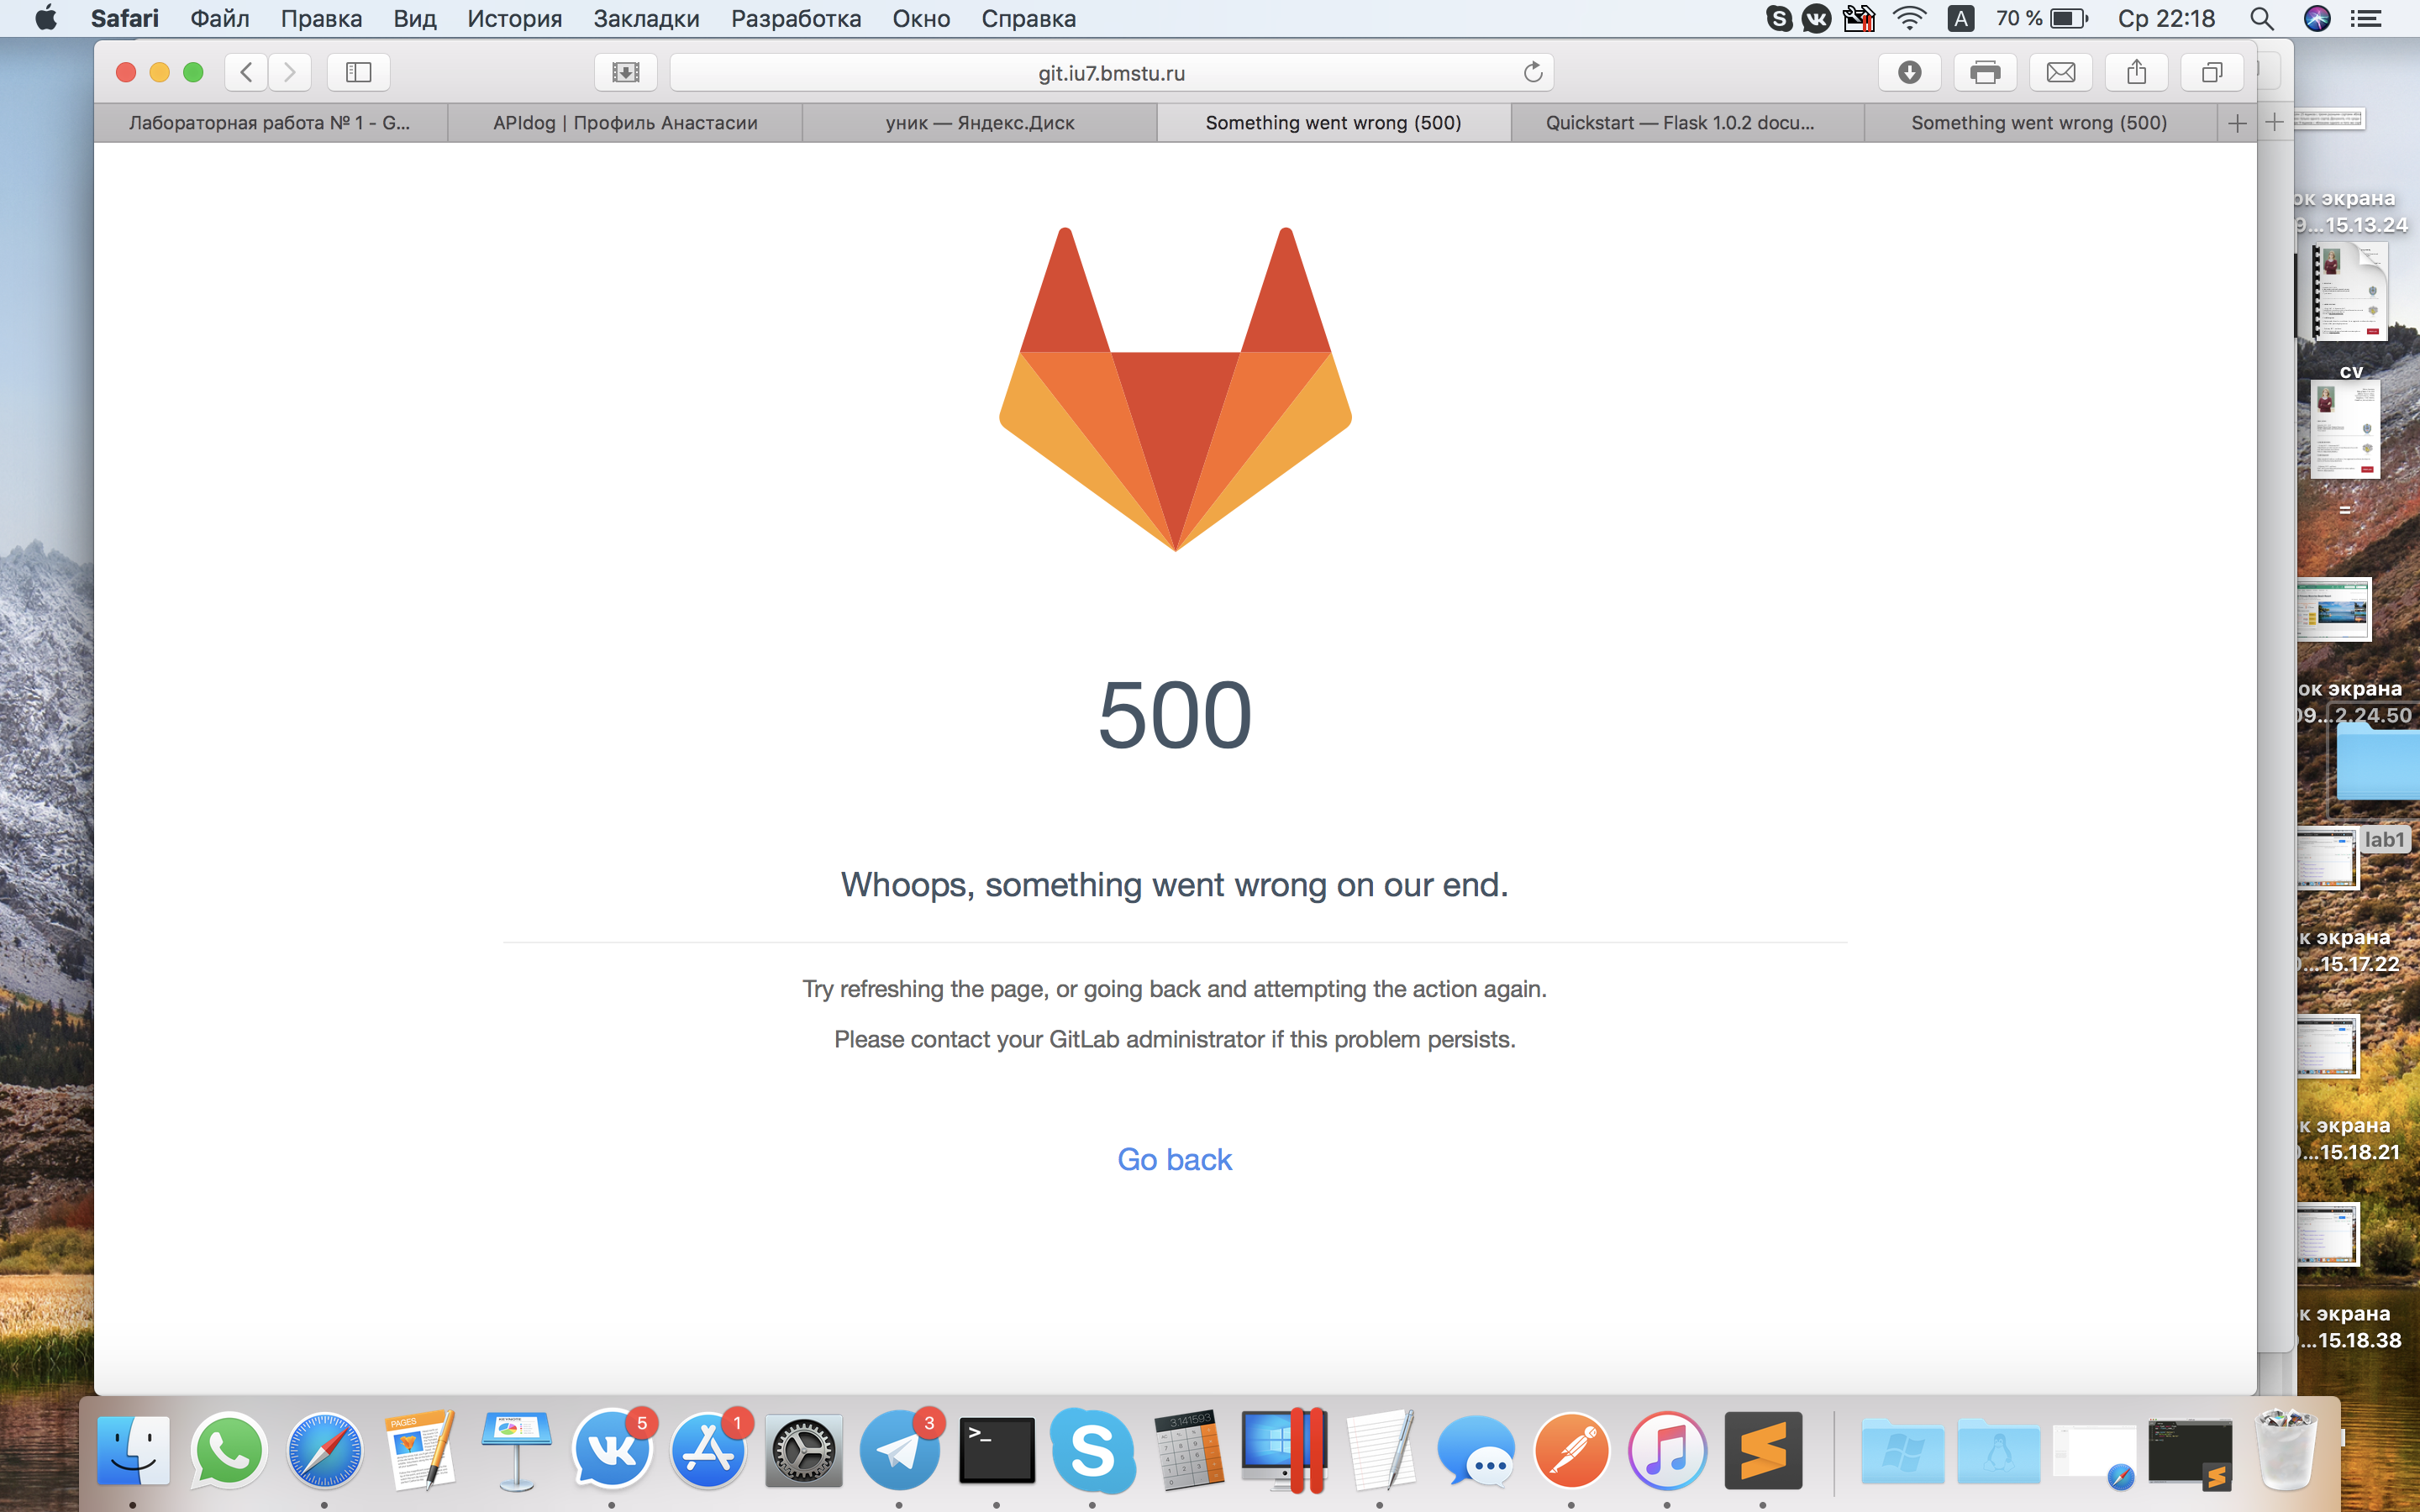 Safari Файл Правка Вид История Закладки Разработка Окно Справка
A 70 % Ср 22:18
git.iu7.bmstu.ru
Лабораторная работа № 1 - G...
APIdog | Профиль Анастасии
уник — Яндекс.Диск
Something went wrong (500)
Quickstart — Flask 1.0.2 docu...
Something went wrong (500)
500
Whoops, something went wrong on our end.
Try refreshing the page, or going back and attempting the action again.
Please contact your GitLab administrator if this problem persists.
Go back
ок экрана
9...15.13.24
cv
=
ок экрана
09...2.24.50
lab1
к экрана
...15.17.22
к экрана
...15.18.21
к экрана
...15.18.38
PAGES
KEYNOTE
5
1
3
3,141593